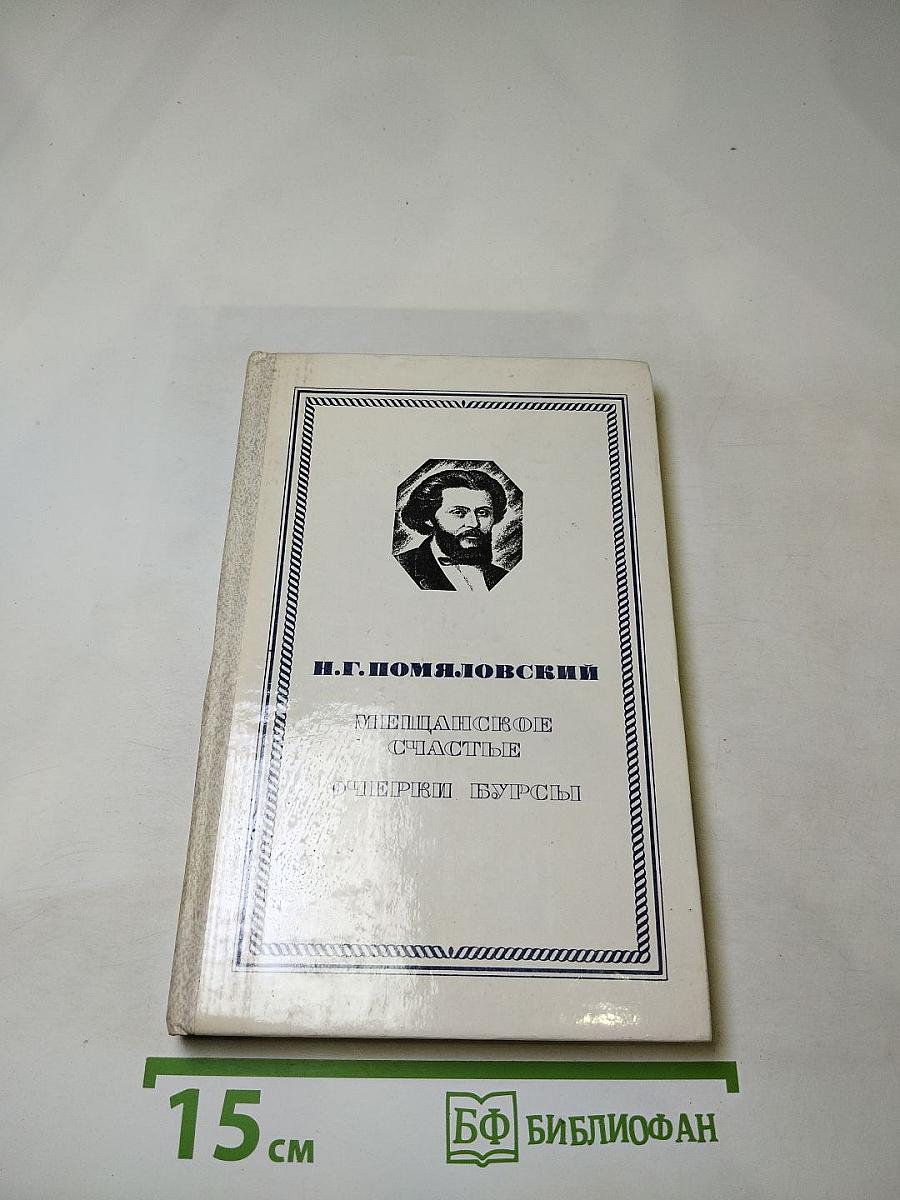 Н.Г.ПОМЯЛОВСКИЙ
МЕЩАНСКОЕ
СЧАСТЬЕ
ОЧЕРКИ БУРСЫ
15 см
БФ БИБЛИОФАН